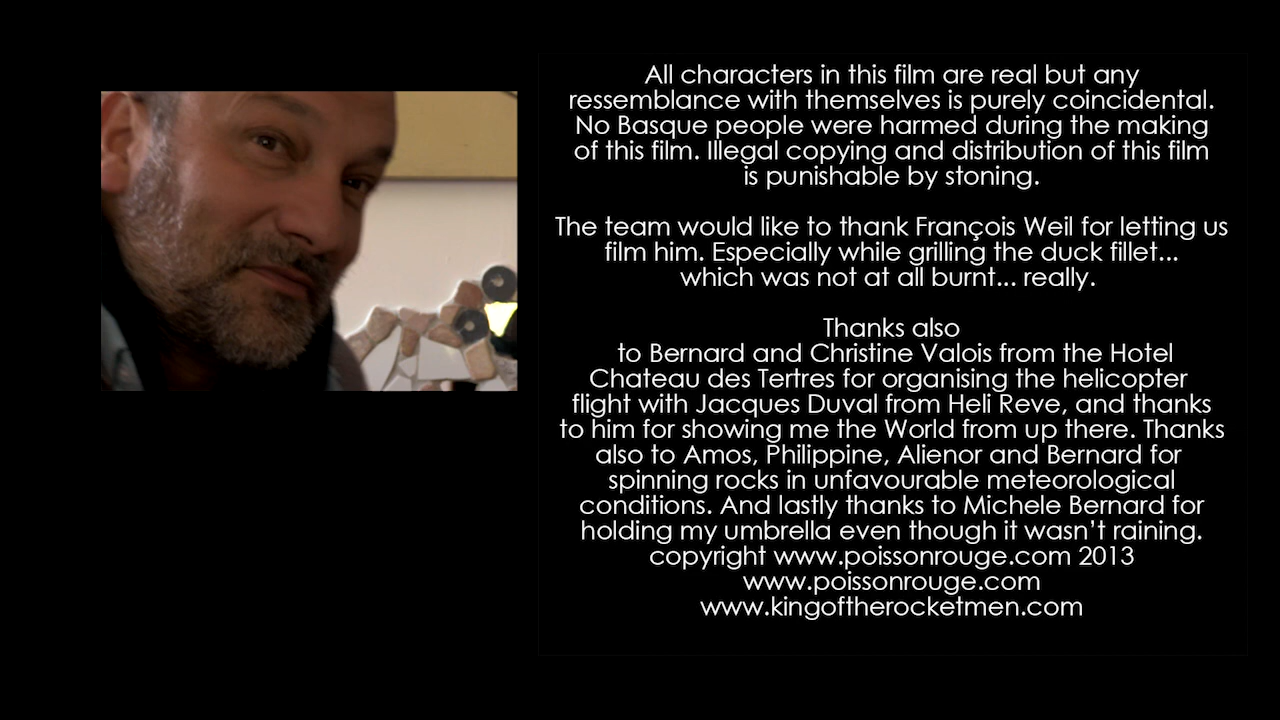 All characters in this film are real but any
ressemblance with themselves is purely coincidental.
No Basque people were harmed during the making
of this film. Illegal copying and distribution of this film
is punishable by stoning.
The team would like to thank François Weil for letting us
film him. Especially while grilling the duck fillet...
which was not at all burnt... really.
Thanks also
to Bernard and Christine Valois from the Hotel
Chateau des Tertres for organising the helicopter
flight with Jacques Duval from Heli Reve, and thanks
to him for showing me the World from up there. Thanks
also to Amos, Philippine, Alienor and Bernard for
spinning rocks in unfavourable meteorological
conditions. And lastly thanks to Michele Bernard for
holding my umbrella even though it wasn't raining.
copyright www.poissonrouge.com 2013
www.poissonrouge.com
www.kingoftherocketmen.com